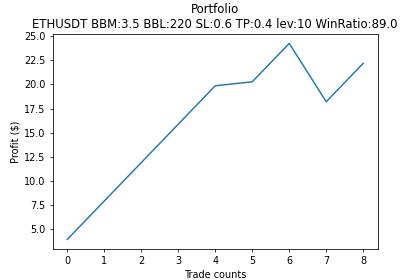 Portfolio
ETHUSDT BBM:3.5 BBL:220 SL:0.6 TP:0.4 lev:10 WinRatio:89.0
25.0
22.5
20.0
17.5
15.0
12.5
10.0
7.5
5.0
Profit ($)
0 1 2 3 4 5 6 7 8
Trade counts